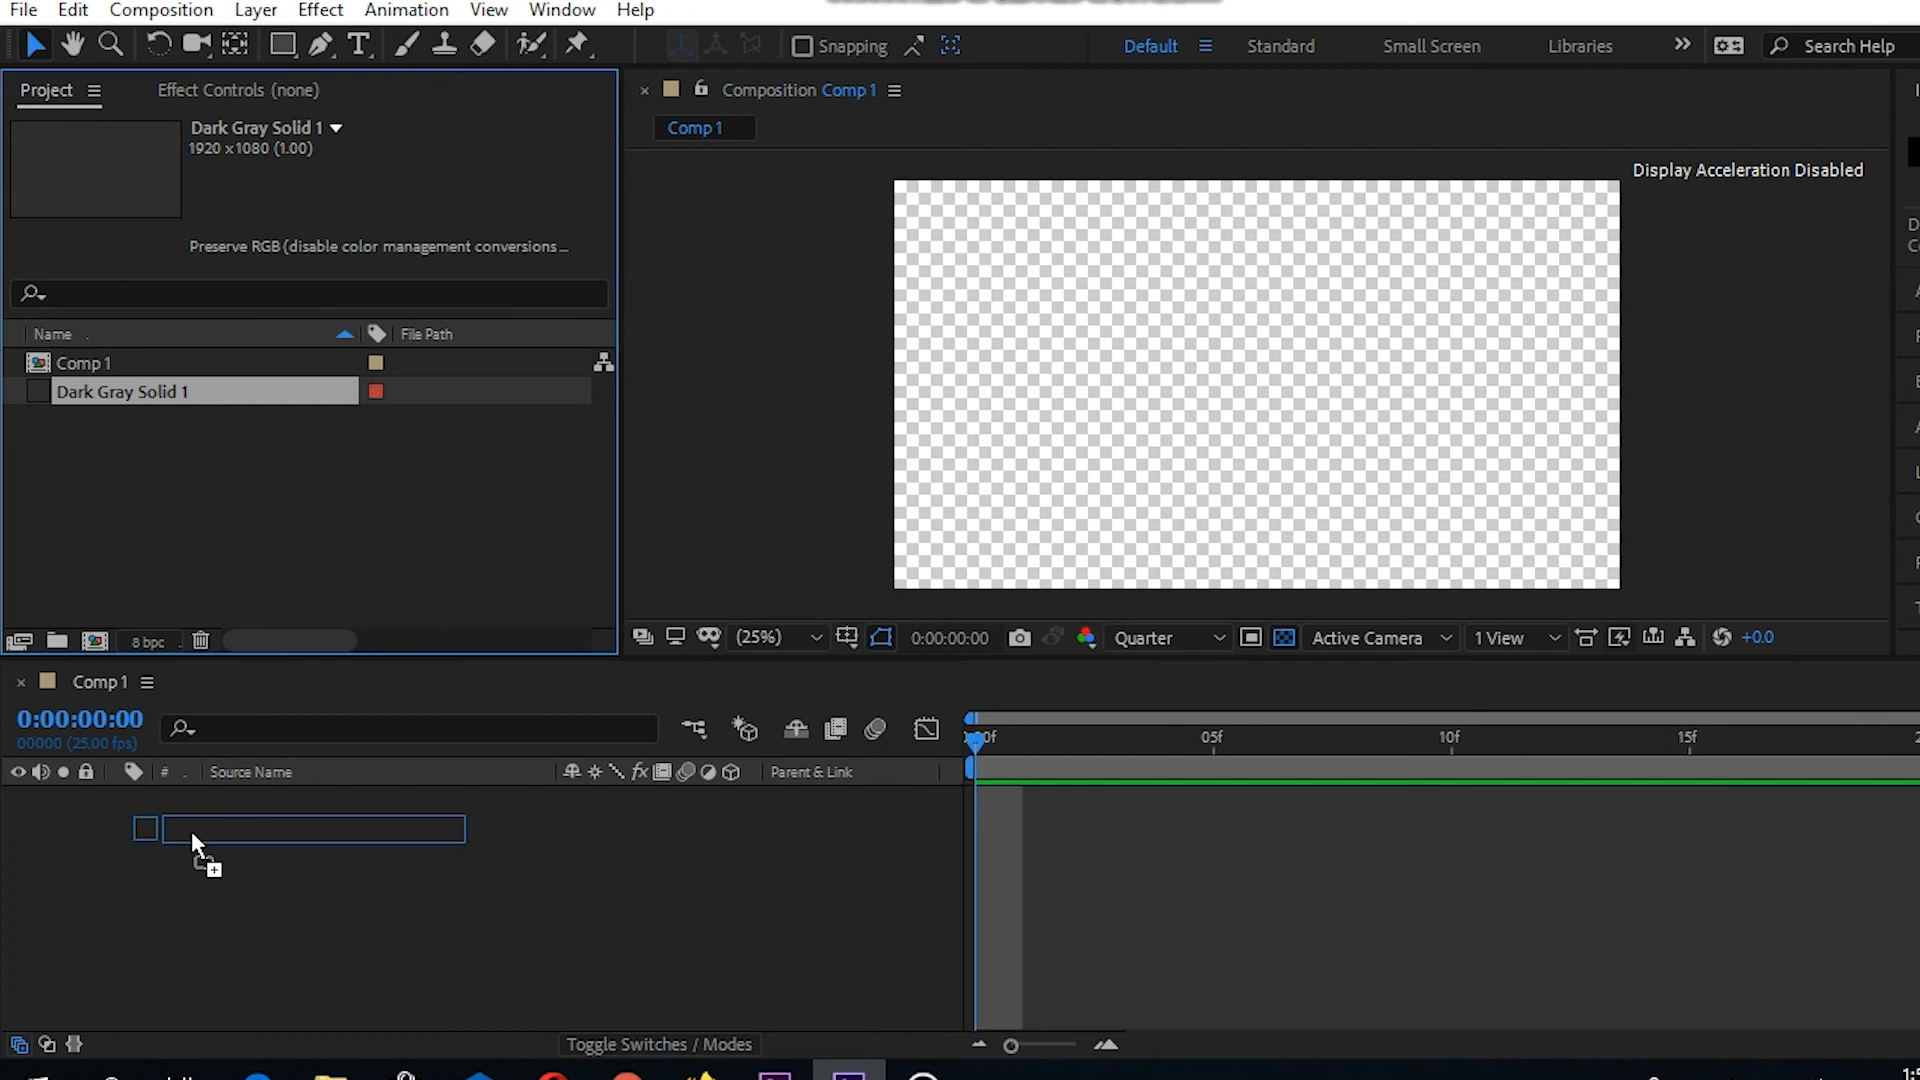 File Edit Composition Layer Effect Animation View Window Help
Snapping
Default Standard Small Screen Libraries
Search Help
Project
Effect Controls (none)
Dark Gray Solid 1
1920 x1080 (1.00)
Preserve RGB (disable color management conversions ...
Name
File Path
Comp 1
Dark Gray Solid 1
8 bpc
Composition Comp 1
Comp 1
Display Acceleration Disabled
(25%)
0:00:00:00
Quarter
Active Camera
1 View
+0.0
Comp 1
0:00:00:00
00000 (25.00 fps)
# Source Name
fx
Parent & Link
05f 10f 15f
Toggle Switches / Modes